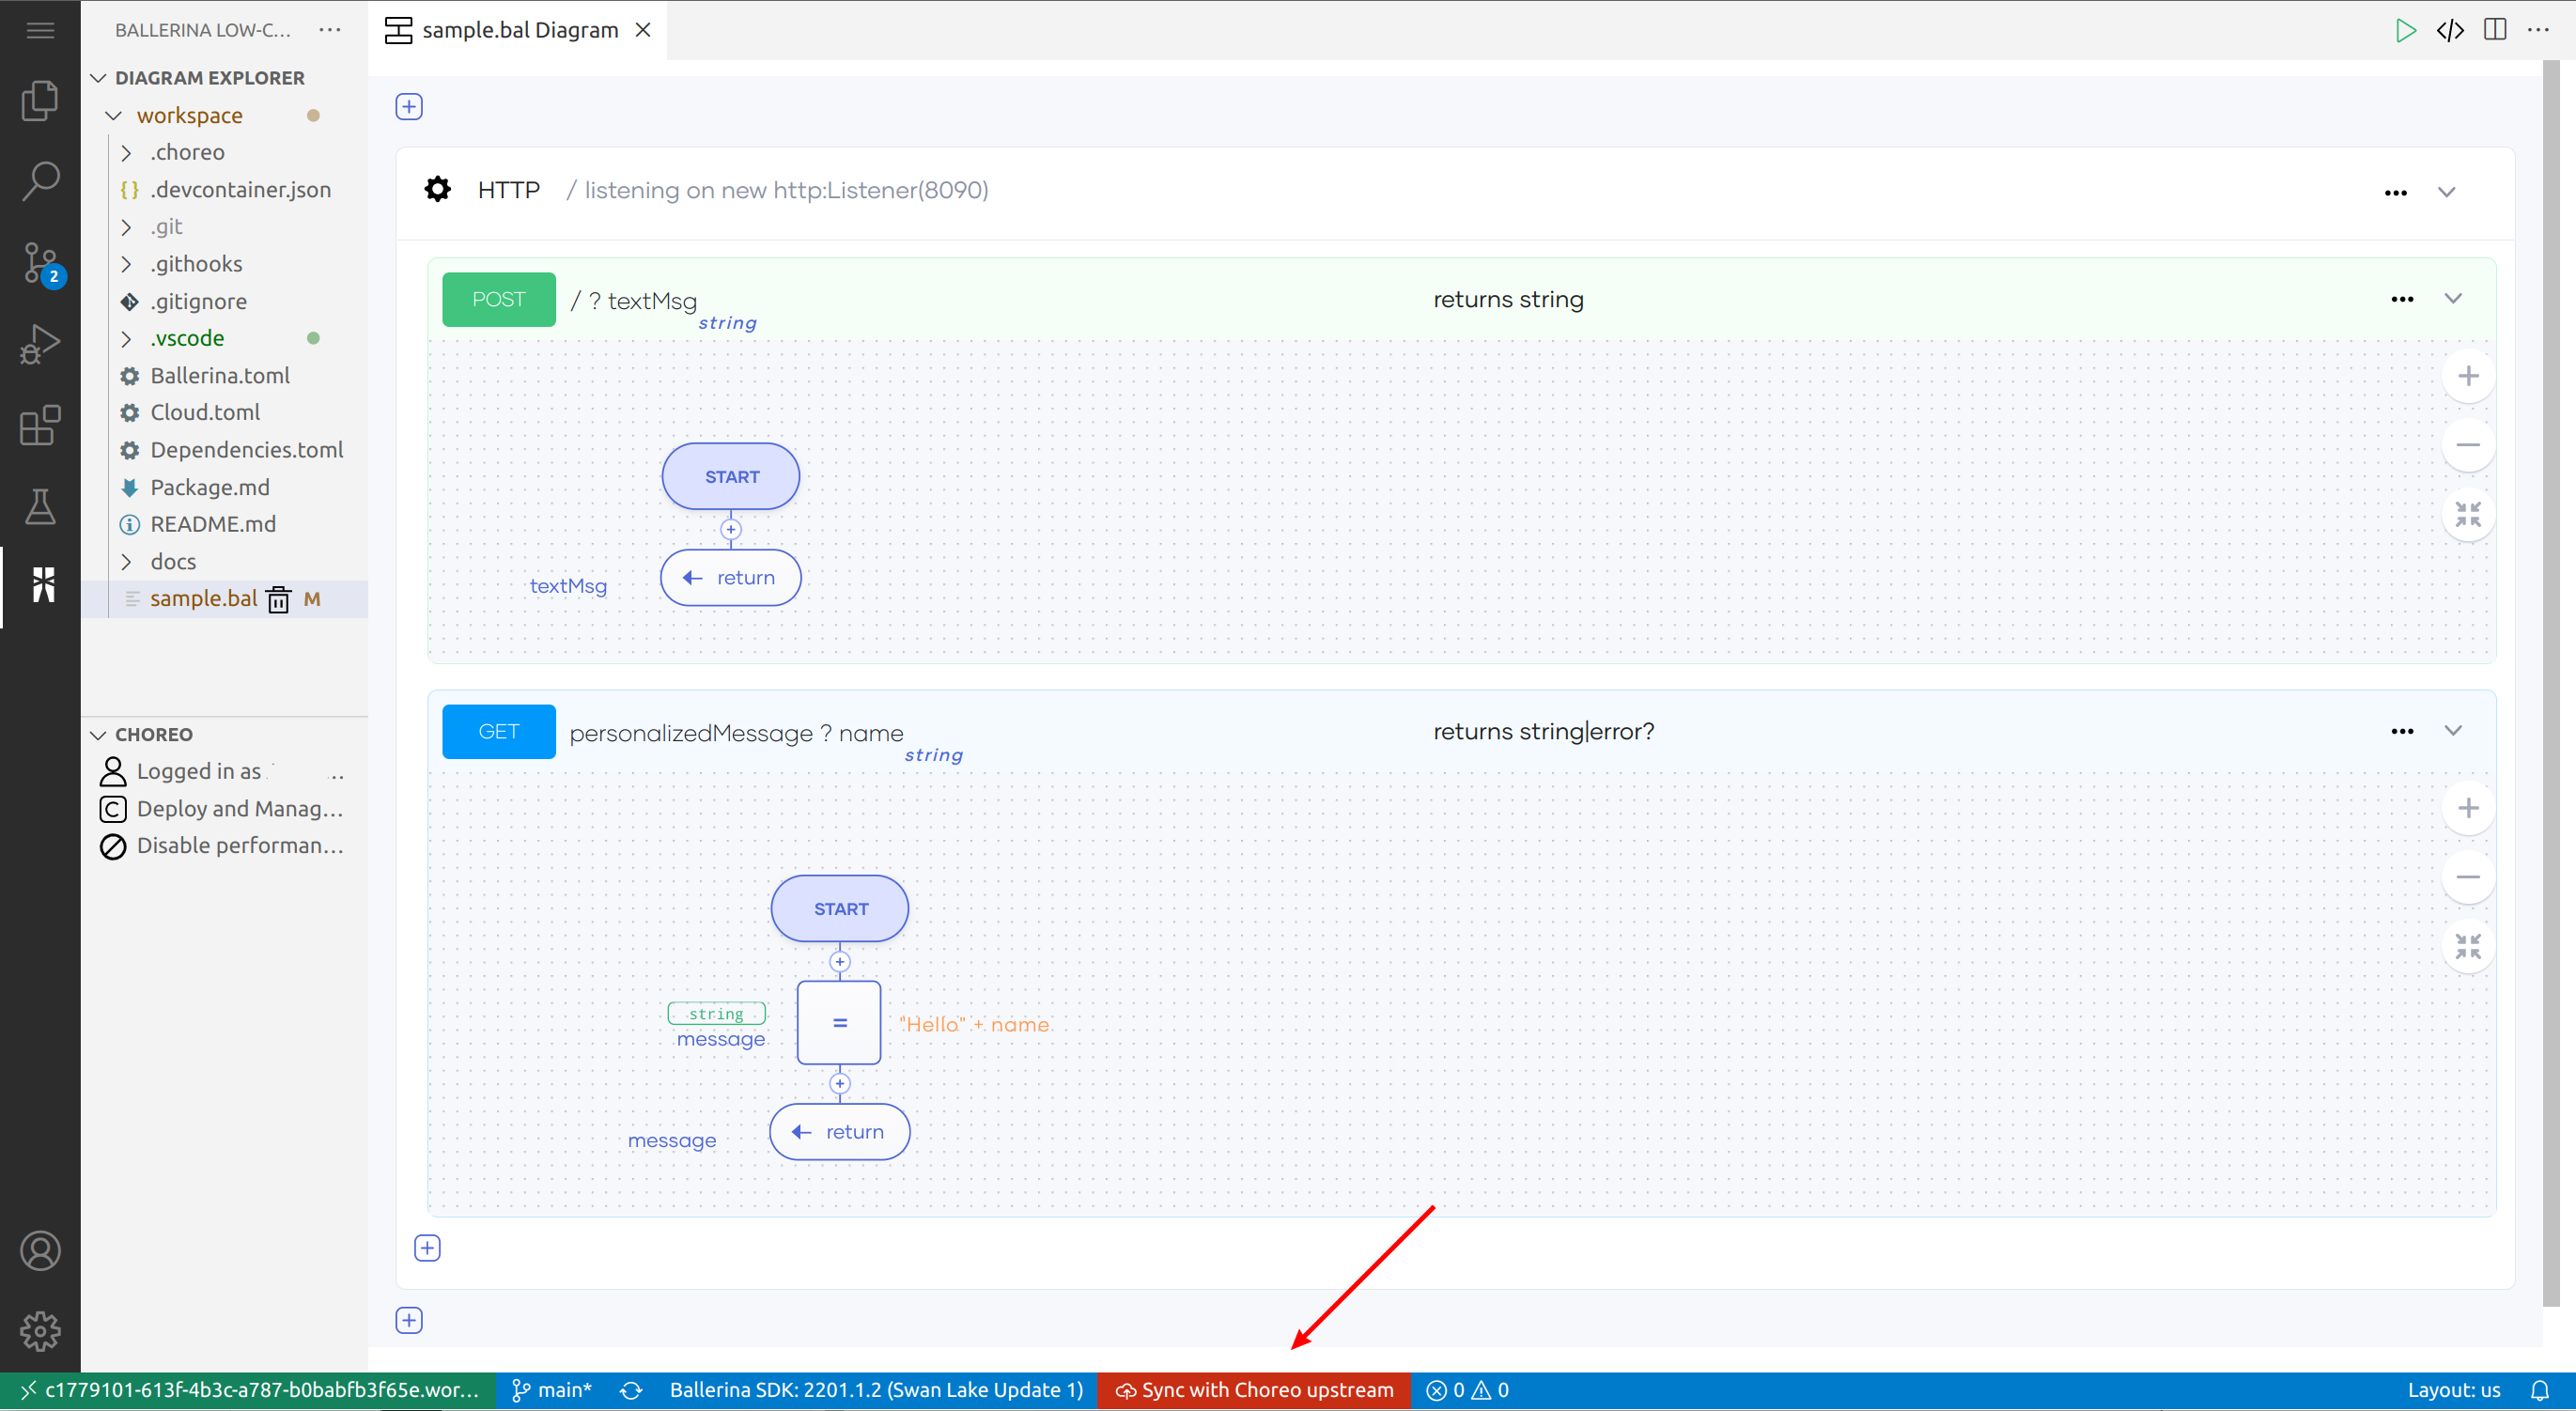 BALLERINA LOW-C...
sample.bal Diagram
DIAGRAM EXPLORER
workspace
.choreo
.devcontainer.json
.git
.githooks
.gitignore
.vscode
Ballerina.toml
Cloud.toml
Dependencies.toml
Package.md
README.md
docs
sample.bal M
2
CHOREO
Logged in as ...
Deploy and Manag...
Disable performan...
HTTP / listening on new http:Listener(8090)
POST / ? textMsg string returns string
START
textMsg return
GET personalizedMessage ? name string returns string|error?
START
string
message = "Hello" + name
message return
c1779101-613f-4b3c-a787-b0babfb3f65e.wor... main* Ballerina SDK: 2201.1.2 (Swan Lake Update 1) Sync with Choreo upstream 0 0 Layout: us